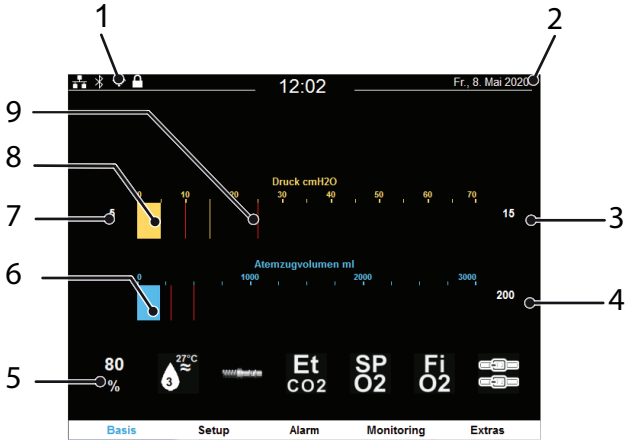 1
2
12:02
Fr., 8. Mai 2020
9
8
Druck cmH2O
0 10 20 30 40 50 60 70
7
5
15
3
6
Atemzugvolumen ml
0 1000 2000 3000
200
4
5
80
%
27°C
3
Et
CO2
SP
O2
Fi
O2
Basis Setup Alarm Monitoring Extras